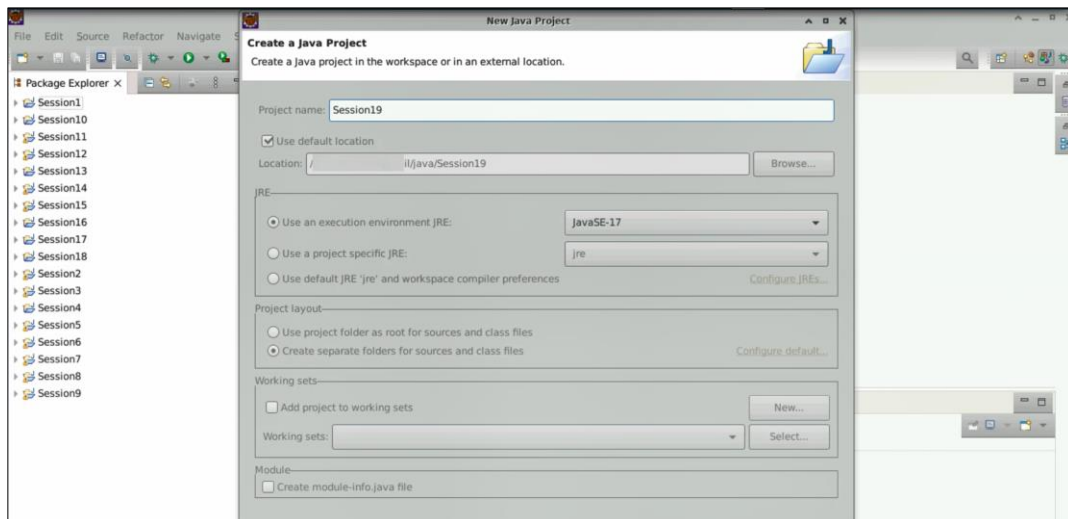 New Java Project
File Edit Source Refactor Navigate
Create a Java Project
Create a Java project in the workspace or in an external location.
Package Explorer
Session1
Session10
Session11
Session12
Session13
Session14
Session15
Session16
Session17
Session18
Session2
Session3
Session4
Session5
Session6
Session7
Session8
Session9
Project name: Session19
Use default location
Location: / il/java/Session19 Browse...
JRE
Use an execution environment JRE: JavaSE-17
Use a project specific JRE: jre
Use default JRE 'jre' and workspace compiler preferences Configure JREs...
Project layout
Use project folder as root for sources and class files
Create separate folders for sources and class files Configure default...
Working sets
Add project to working sets New...
Working sets: Select...
Module
Create module-info.java file